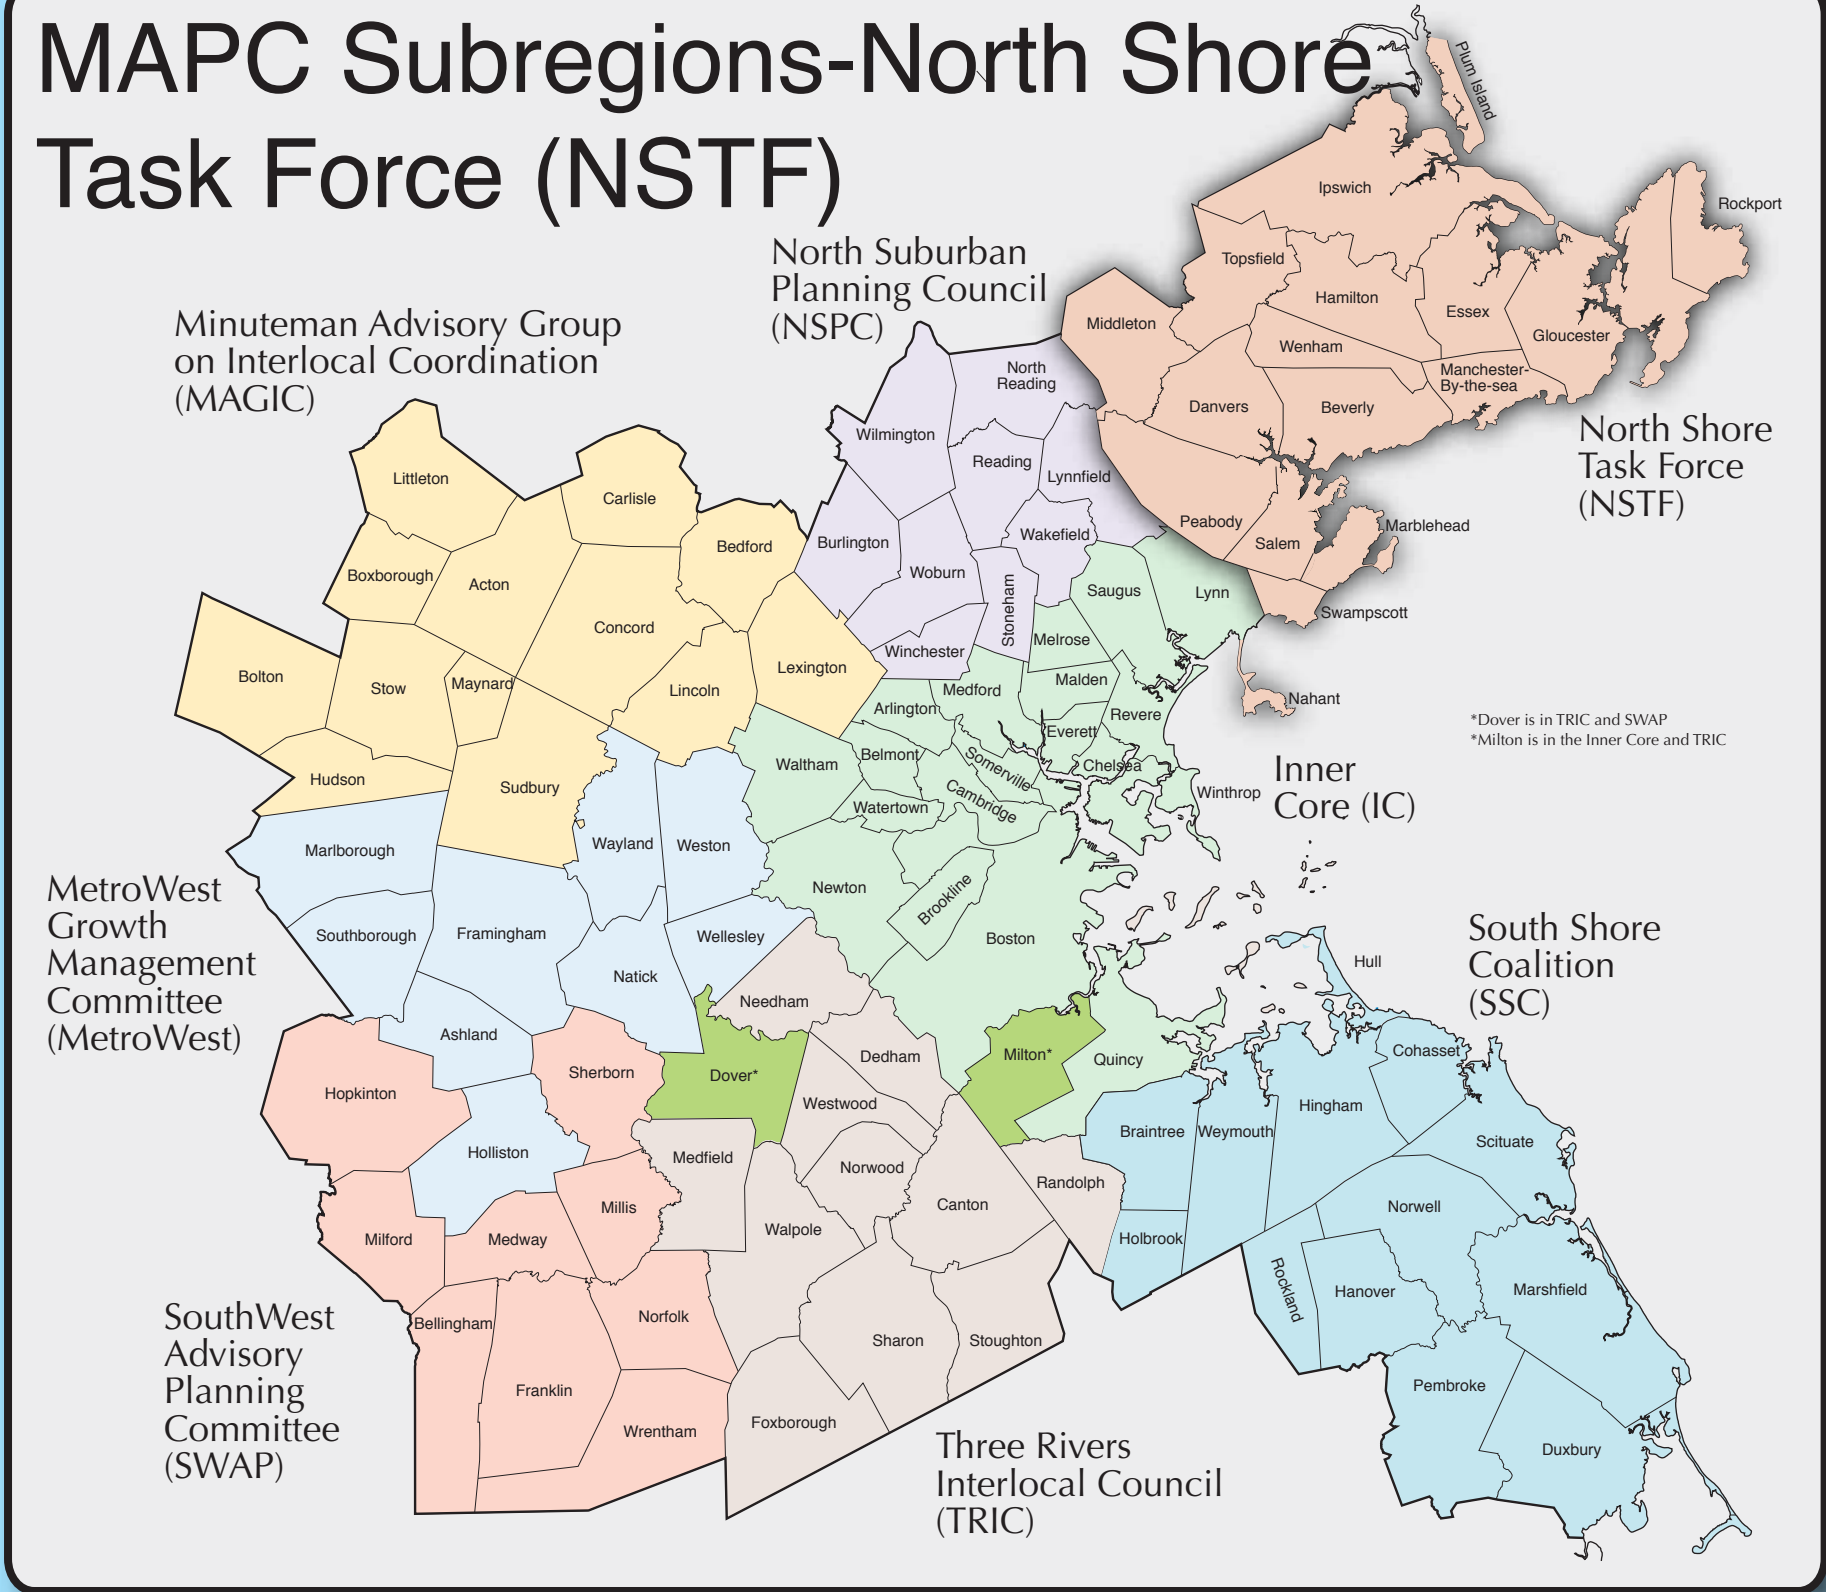 MAPC Subregions-North Shore
Task Force (NSTF)
Plum Island
Ipswich
Rockport
North Suburban
Planning Council
(NSPC)
Topsfield
Hamilton
Essex
Gloucester
Middleton
Wenham
Manchester-
By-the-sea
Danvers
Beverly
North Shore
Task Force
(NSTF)
Peabody
Salem
Marblehead
Swampscott
Nahant
Minuteman Advisory Group
on Interlocal Coordination
(MAGIC)
North
Reading
Wilmington
Reading
Lynnfield
Wakefield
Burlington
Woburn
Stoneham
Winchester
Littleton
Carlisle
Bedford
Boxborough
Acton
Concord
Bolton
Stow
Maynard
Lincoln
Lexington
Hudson
Sudbury
Saugus
Lynn
Melrose
Medford
Malden
Arlington
Revere
Everett
Belmont
Somerville
Chelsea
Waltham
Cambridge
Watertown
Winthrop
Newton
Brookline
Boston
Milton*
Quincy
*Dover is in TRIC and SWAP
*Milton is in the Inner Core and TRIC
Inner
Core (IC)
Marlborough
Wayland
Weston
Southborough
Framingham
Wellesley
Natick
Ashland
Holliston
MetroWest
Growth
Management
Committee
(MetroWest)
South Shore
Coalition
(SSC)
Hull
Cohasset
Hingham
Braintree
Weymouth
Scituate
Norwell
Holbrook
Rockland
Hanover
Marshfield
Pembroke
Duxbury
Needham
Dedham
Dover*
Westwood
Medfield
Norwood
Randolph
Canton
Walpole
Sharon
Stoughton
Foxborough
Hopkinton
Sherborn
Millis
Milford
Medway
Bellingham
Norfolk
Franklin
Wrentham
SouthWest
Advisory
Planning
Committee
(SWAP)
Three Rivers
Interlocal Council
(TRIC)